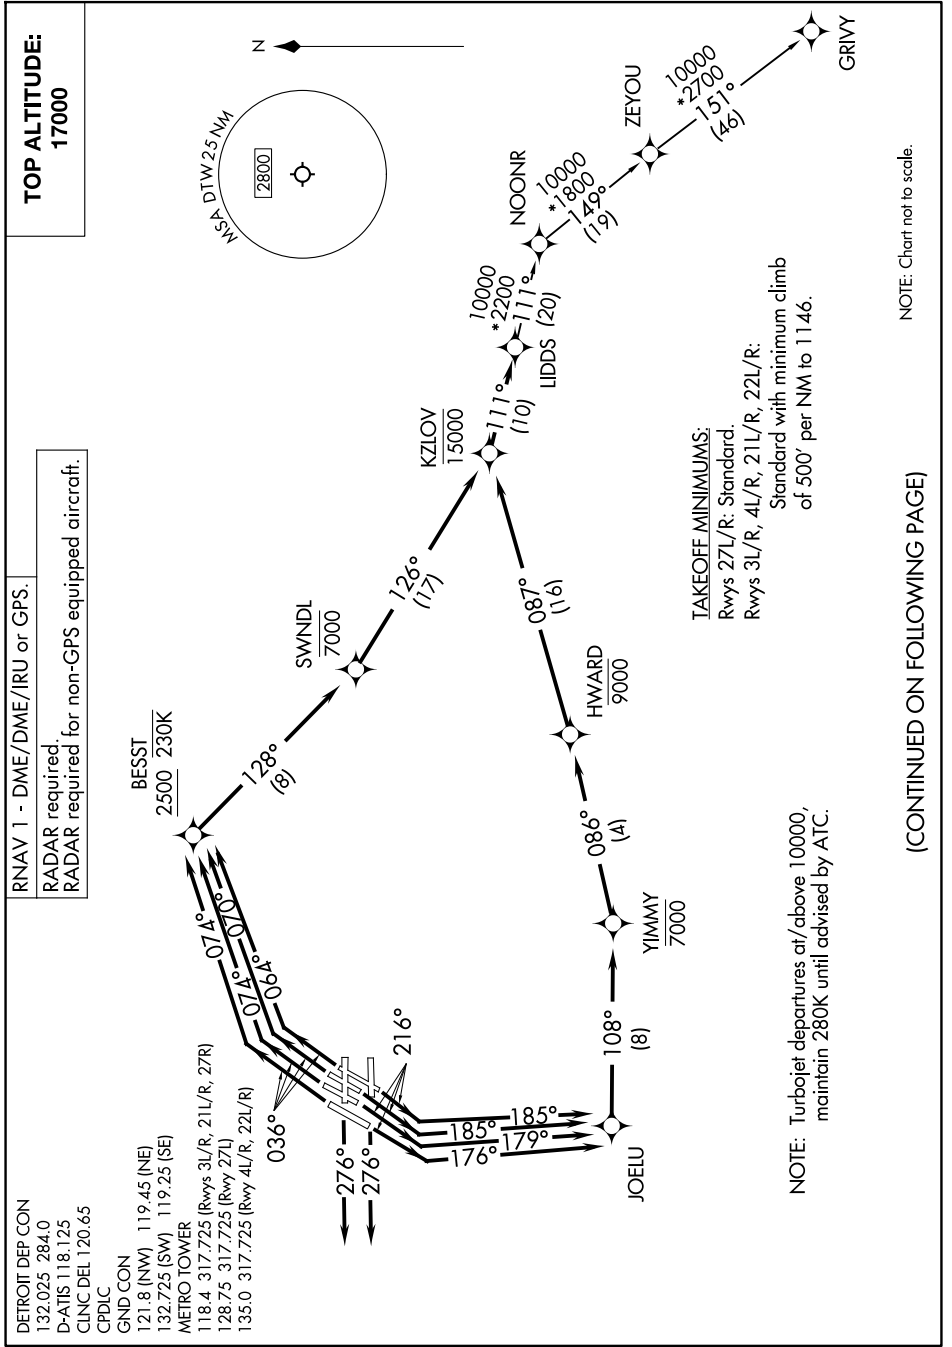 RNAV 1 - DME/DME/IRU or GPS.
RADAR required.
RADAR required for non-GPS equipped aircraft.
TOP ALTITUDE:
17000
DETROIT DEP CON
132.025 284.0
D-ATIS 118.125
CLNC DEL 120.65
CPDLC
GND CON
121.8 (NW) 119.45 (NE)
132.725 (SW) 119.25 (SE)
METRO TOWER
118.4 317.725 (Rwys 3L/R, 21L/R, 27R)
128.75 317.725 (Rwy 27L)
135.0 317.725 (Rwy 4L/R, 22L/R)
MSA DTW 25 NM
2800
N
BESST
2500 230K
074°
074°
070°
064°
036°
216°
276°
276°
185°
185°
179°
176°
128°
(8)
SWNDL
7000
126°
(17)
KZLOV
15000
111°
(10)
LIDDS
10000
*2200
111°
(20)
NOONR
10000
*1800
149°
(19)
ZEYOU
10000
*2700
151°
(46)
GRIVY
JOELU
108°
(8)
YIMMY
7000
086°
(4)
HWARD
9000
087°
(16)
TAKEOFF MINIMUMS:
Rwys 27L/R: Standard.
Rwys 3L/R, 4L/R, 21L/R, 22L/R:
Standard with minimum climb
of 500' per NM to 1146.
NOTE: Turbojet departures at/above 10000,
maintain 280K until advised by ATC.
NOTE: Chart not to scale.
(CONTINUED ON FOLLOWING PAGE)